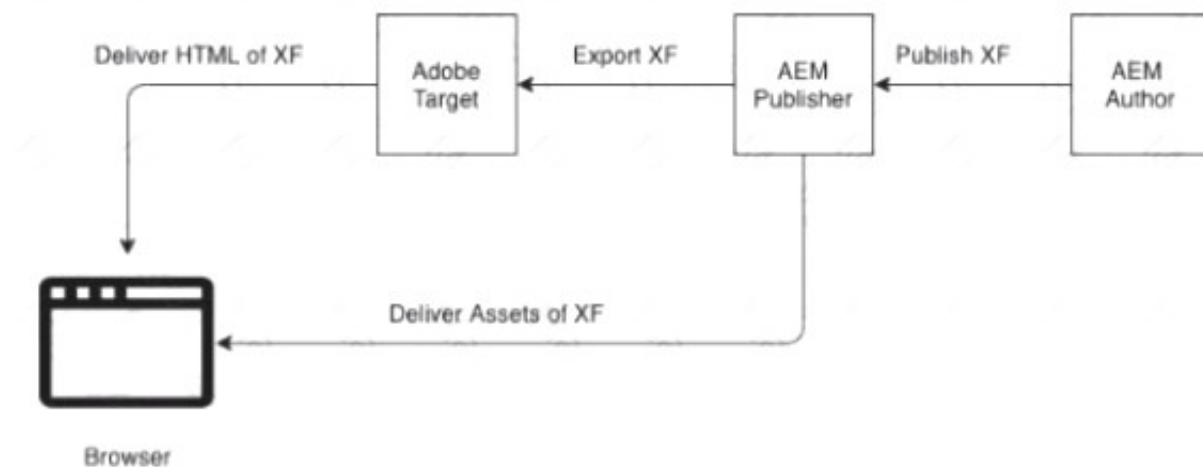 Deliver HTML of XF
Adobe
Target
Export XF
AEM
Publisher
Publish XF
AEM
Author
Deliver Assets of XF
Browser